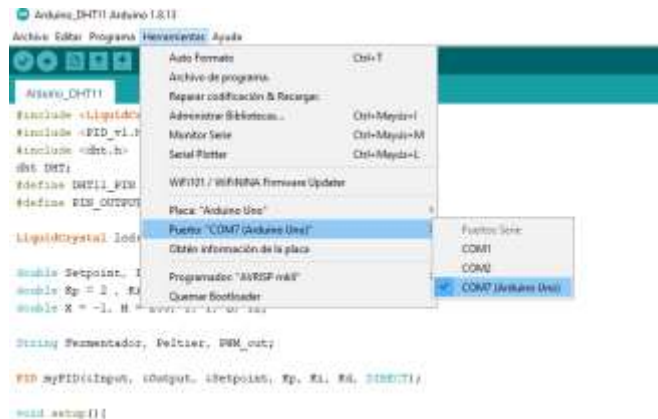 Arduino_DHT11 Arduino 1.8.13
Archivo Editar Programa Herramientas Ayuda
Arduino_DHT11
Auto Formato Ctrl+T
Archivo de programa.
Reparar codificación & Recargar.
Administrar Bibliotecas... Ctrl+Mayús+I
Monitor Serie Ctrl+Mayús+M
Serial Plotter Ctrl+Mayús+L
WiFi101 / WiFiNINA Firmware Updater
Placa: "Arduino Uno"
Puerto: "COM7 (Arduino Uno)"
Obtén información de la placa
Programador: "AVRISP mkII"
Quemar Bootloader
Puertos Serie
COM1
COM2
COM7 (Arduino Uno)
#include <LiquidCr
#include <PID_v1.h
#include <dht.h>
dht DHT;
#define DHT11_PIN
#define PIN_OUTPUT
LiquidCrystal lcd
double Setpoint, I
double Kp = 2 , Ki
double X = -1, M =
String Fermentador, Peltier, PWM_out;
PID myPID(&Input, &Output, &Setpoint, Kp, Ki, Kd, DIRECT);
void setup(){